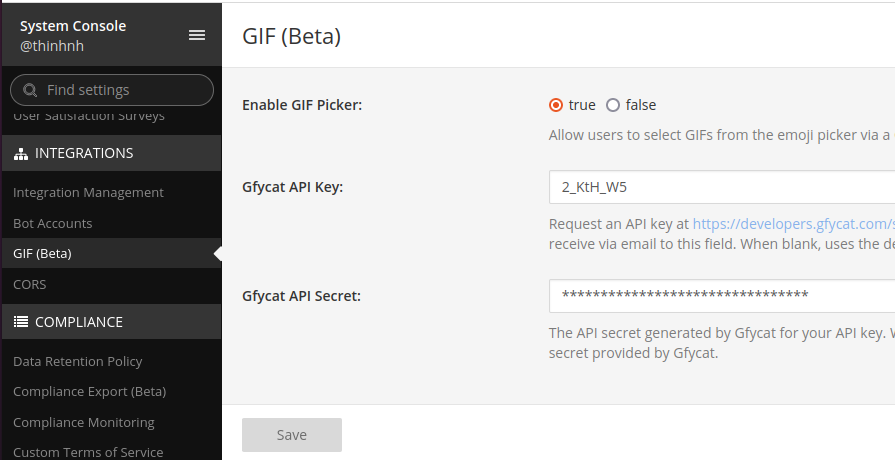 System Console
@thinhnh
Find settings
User Satisfaction Surveys
INTEGRATIONS
Integration Management
Bot Accounts
GIF (Beta)
CORS
COMPLIANCE
Data Retention Policy
Compliance Export (Beta)
Compliance Monitoring
Custom Terms of Service
GIF (Beta)
Enable GIF Picker:
true false
Allow users to select GIFs from the emoji picker via a
Gfycat API Key:
2_KtH_W5
Request an API key at https://developers.gfycat.com/s
receive via email to this field. When blank, uses the de
Gfycat API Secret:
********************************
The API secret generated by Gfycat for your API key. W
secret provided by Gfycat.
Save